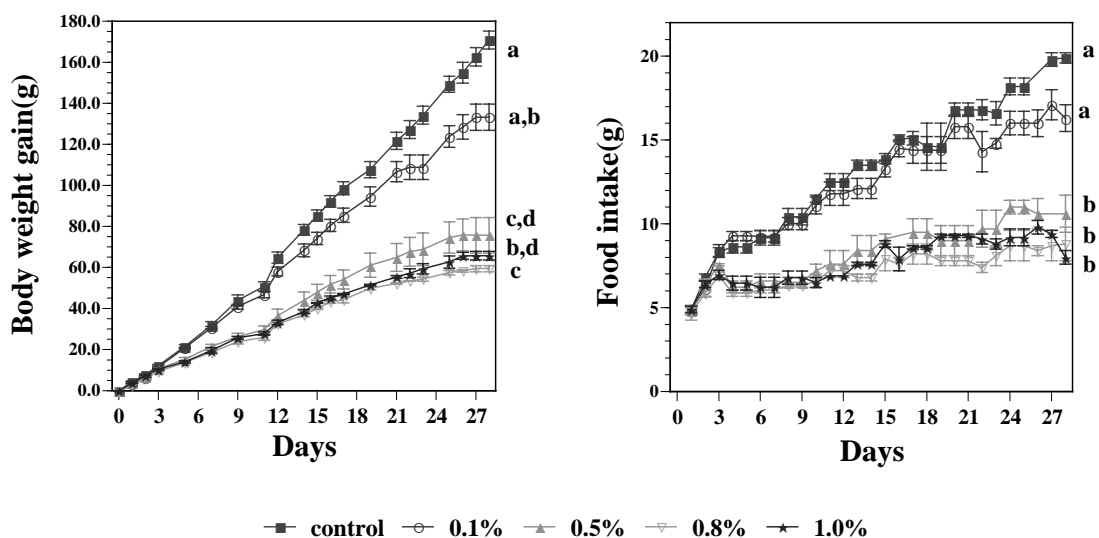 Body weight gain(g)
180.0
160.0
140.0
120.0
100.0
80.0
60.0
40.0
20.0
0.0
a
a,b
c,d
b,d
c
0 3 6 9 12 15 18 21 24 27
Days
Food intake(g)
20
15
10
5
0
a
a
b
b
b
0 3 6 9 12 15 18 21 24 27
Days
control 0.1% 0.5% 0.8% 1.0%